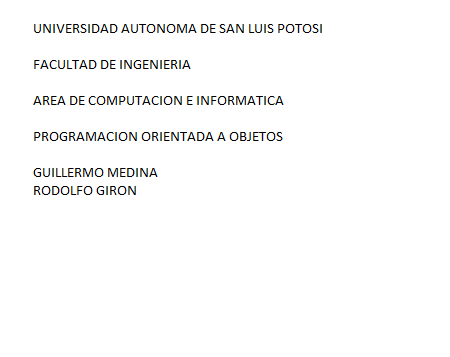 UNIVERSIDAD AUTONOMA DE SAN LUIS POTOSI
FACULTAD DE INGENIERIA
AREA DE COMPUTACION E INFORMATICA
PROGRAMACION ORIENTADA A OBJETOS
GUILLERMO MEDINA
RODOLFO GIRON